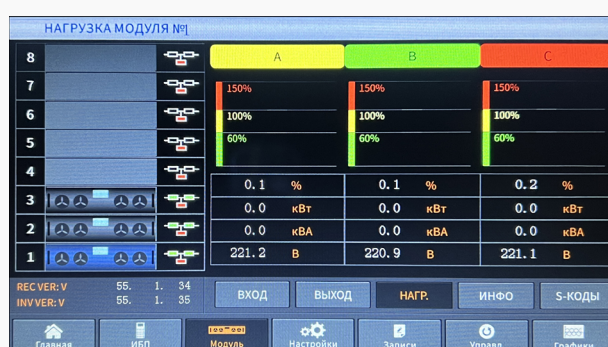 НАГРУЗКА МОДУЛЯ №1
8
7
6
5
4
3
2
1
A B C
150% 150% 150%
100% 100% 100%
60% 60% 60%
0.1 % 0.1 % 0.2 %
0.0 кВт 0.0 кВт 0.0 кВт
0.0 кВА 0.0 кВА 0.0 кВА
221.2 В 220.9 В 221.1 В
REC VER: V 55. 1. 34
INV VER: V 55. 1. 35
ВХОД ВЫХОД НАГР. ИНФО S-КОДЫ
Главная ИБП Модуль Настройки Записи Управл. Графики